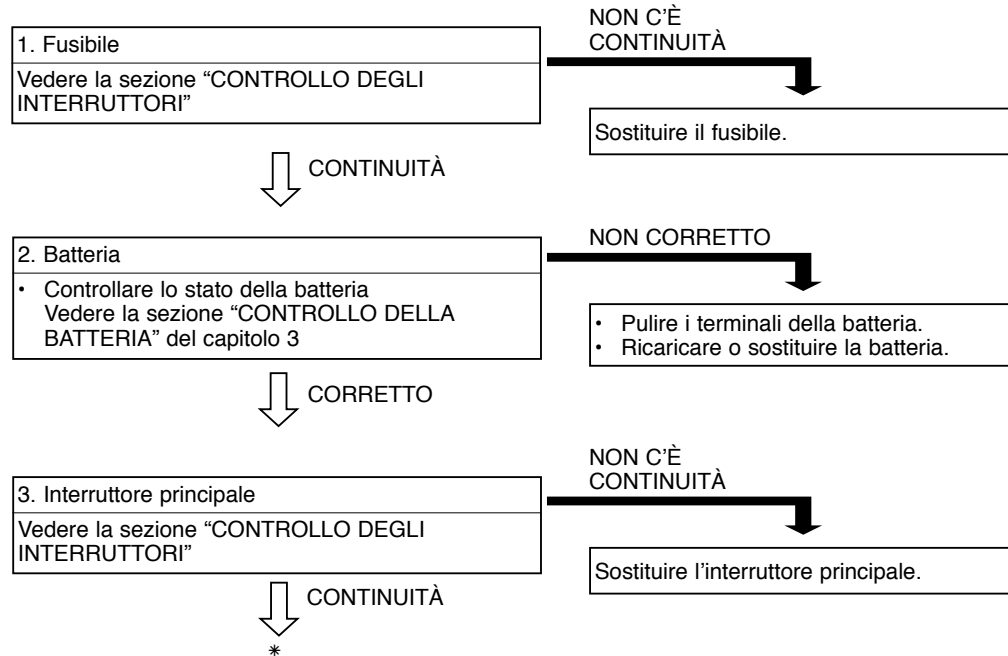 NON C'È
CONTINUITÀ
1. Fusibile
Vedere la sezione “CONTROLLO DEGLI
INTERRUTTORI”
Sostituire il fusibile.
CONTINUITÀ
NON CORRETTO
2. Batteria
• Controllare lo stato della batteria
Vedere la sezione “CONTROLLO DELLA
BATTERIA” del capitolo 3
• Pulire i terminali della batteria.
• Ricaricare o sostituire la batteria.
CORRETTO
NON C'È
CONTINUITÀ
3. Interruttore principale
Vedere la sezione “CONTROLLO DEGLI
INTERRUTTORI”
Sostituire l'interruttore principale.
CONTINUITÀ
*